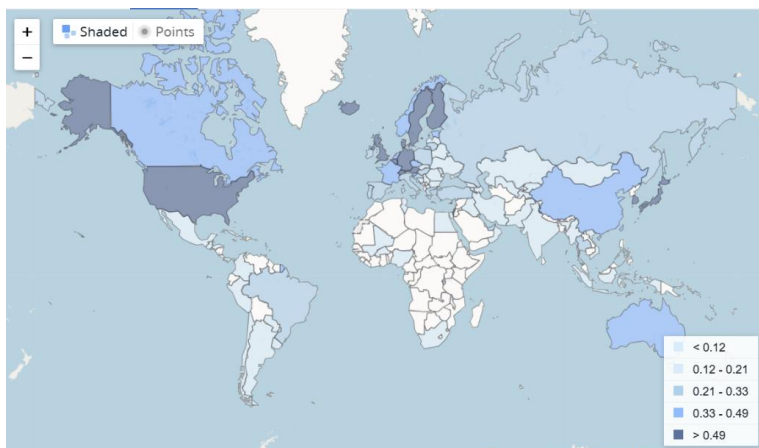 +
Shaded Points
−
< 0.12
0.12 - 0.21
0.21 - 0.33
0.33 - 0.49
> 0.49